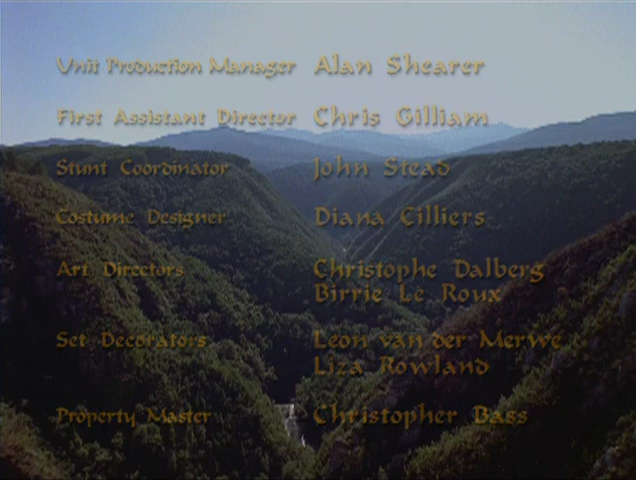 Unit Production Manager Alan Shearer
First Assistant Director Chris Gilliam
Stunt Coordinator John Stead
Costume Designer Diana Cilliers
Art Directors Christophe Dalberg
Birrie Le Roux
Set Decorators Leon van der Merwe
Liza Rowland
Property Master Christopher Bass